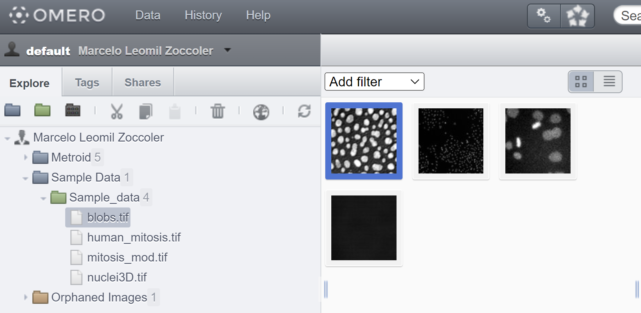 OMERO Data History Help Sea
default Marcelo Leomil Zoccoler
Explore Tags Shares Add filter
Marcelo Leomil Zoccoler
Metroid 5
Sample Data 1
Sample_data 4
blobs.tif
human_mitosis.tif
mitosis_mod.tif
nuclei3D.tif
Orphaned Images 1